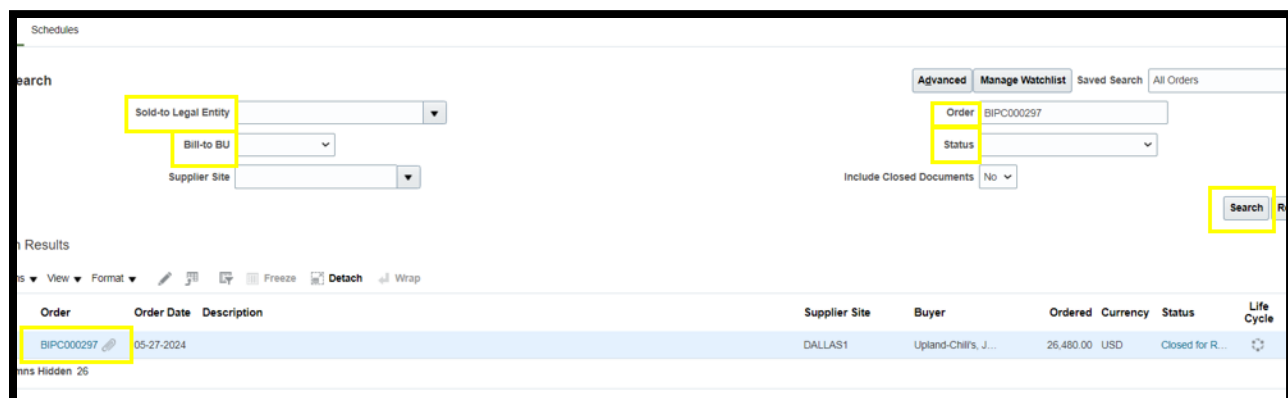 Schedules
earch
Advanced Manage Watchlist Saved Search All Orders
Sold-to Legal Entity
Order BIPC000297
Bill-to BU
Status
Supplier Site
Include Closed Documents No
Search R
n Results
ns View Format Freeze Detach Wrap
Order Order Date Description Supplier Site Buyer Ordered Currency Status Life Cycle
BIPC000297 05-27-2024 DALLAS1 Upland-Chili's, J... 26,480.00 USD Closed for R...
mns Hidden 26